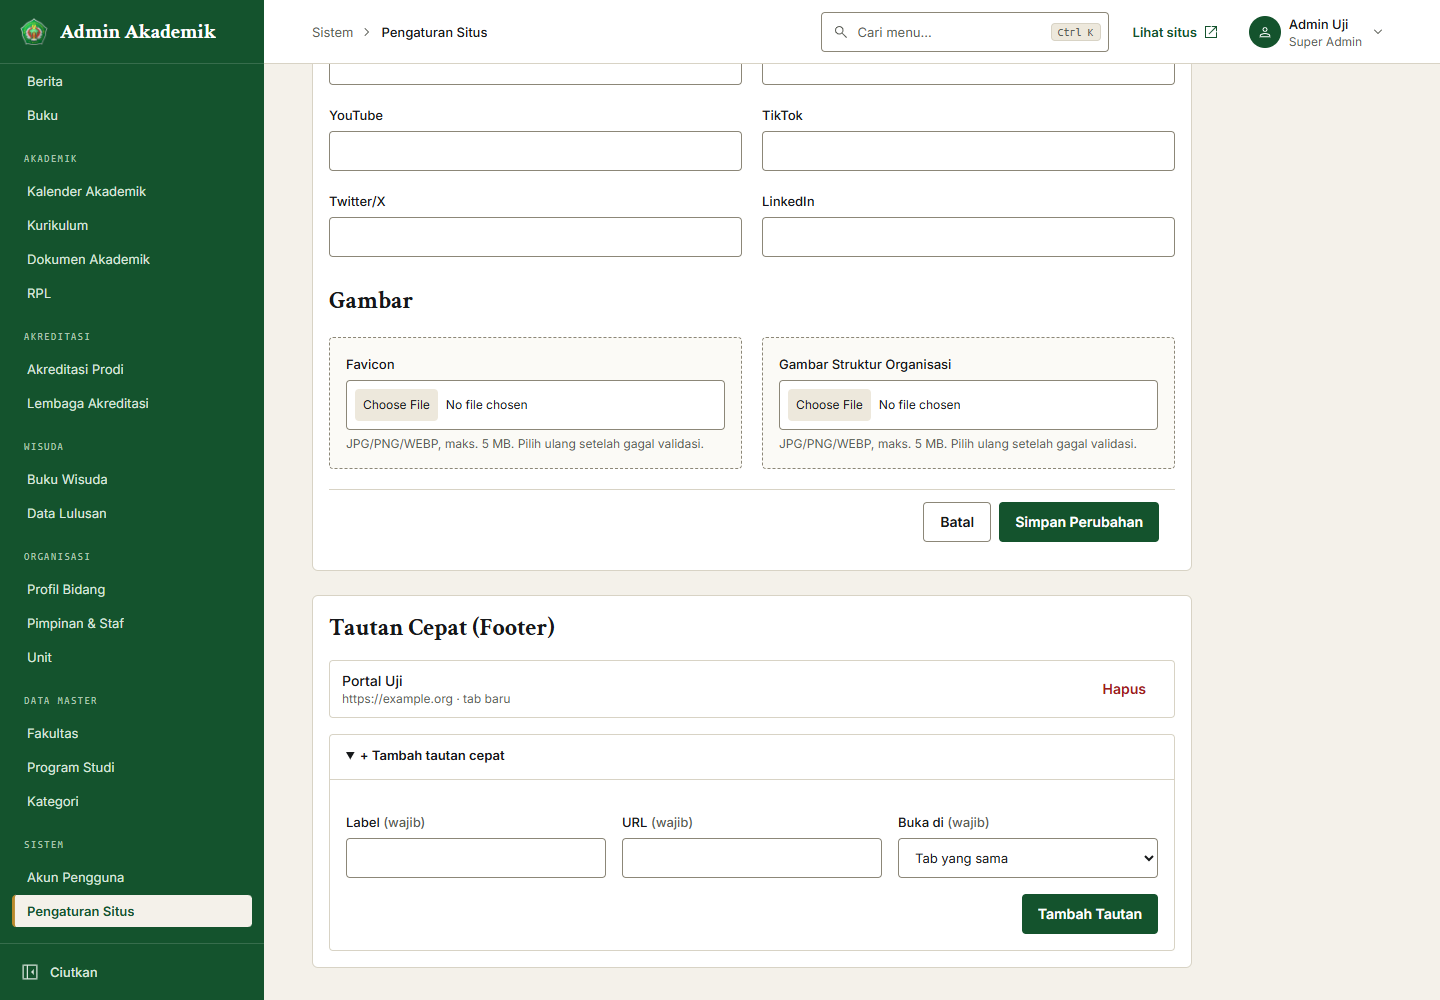 Admin Akademik
Berita
Buku
AKADEMIK
Kalender Akademik
Kurikulum
Dokumen Akademik
RPL
AKREDITASI
Akreditasi Prodi
Lembaga Akreditasi
WISUDA
Buku Wisuda
Data Lulusan
ORGANISASI
Profil Bidang
Pimpinan & Staf
Unit
DATA MASTER
Fakultas
Program Studi
Kategori
SISTEM
Akun Pengguna
Pengaturan Situs
Ciutkan
Sistem > Pengaturan Situs
Cari menu... Ctrl K
Lihat situs
Admin Uji
Super Admin
YouTube
TikTok
Twitter/X
LinkedIn
Gambar
Favicon
Choose File No file chosen
JPG/PNG/WEBP, maks. 5 MB. Pilih ulang setelah gagal validasi.
Gambar Struktur Organisasi
Choose File No file chosen
JPG/PNG/WEBP, maks. 5 MB. Pilih ulang setelah gagal validasi.
Batal
Simpan Perubahan
Tautan Cepat (Footer)
Portal Uji
https://example.org · tab baru
Hapus
▼ + Tambah tautan cepat
Label (wajib)
URL (wajib)
Buka di (wajib)
Tab yang sama
Tambah Tautan